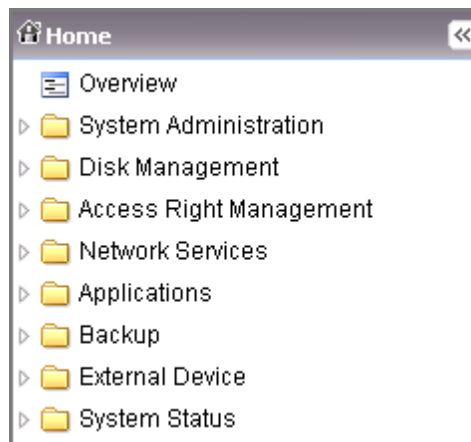 Home
Overview
System Administration
Disk Management
Access Right Management
Network Services
Applications
Backup
External Device
System Status